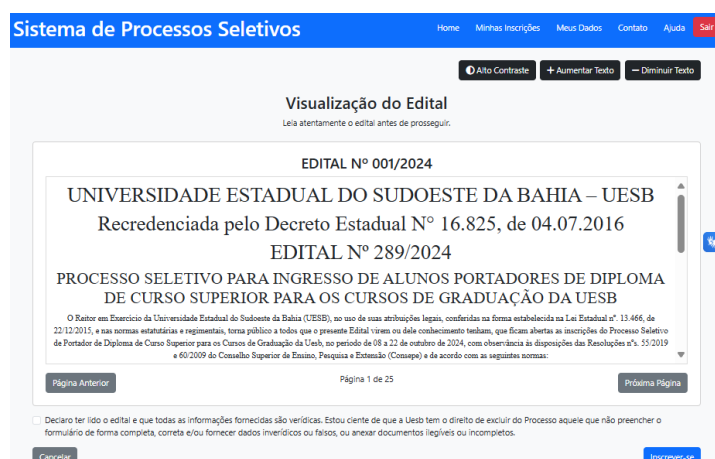 Sistema de Processos Seletivos
Home Minhas Inscrições Meus Dados Contato Ajuda Sair
Alto Contraste + Aumentar Texto — Diminuir Texto
Visualização do Edital
Leia atentamente o edital antes de prosseguir.
EDITAL Nº 001/2024
UNIVERSIDADE ESTADUAL DO SUDOESTE DA BAHIA – UESB
Recredenciada pelo Decreto Estadual N° 16.825, de 04.07.2016
EDITAL Nº 289/2024
PROCESSO SELETIVO PARA INGRESSO DE ALUNOS PORTADORES DE DIPLOMA
DE CURSO SUPERIOR PARA OS CURSOS DE GRADUAÇÃO DA UESB
O Reitor em Exercício da Universidade Estadual do Sudoeste da Bahia (UESB), no uso de suas atribuições legais, conferidas na forma estabelecida na Lei Estadual nº. 13.466, de
22/12/2015, e nas normas estatutárias e regimentais, torna público a todos que o presente Edital virem ou dele conhecimento tenham, que ficam abertas as inscrições do Processo Seletivo
de Portador de Diploma de Curso Superior para os Cursos de Graduação da Uesb, no período de 08 a 22 de outubro de 2024, com observância às disposições das Resoluções nºs. 55/2019
e 60/2009 do Conselho Superior de Ensino, Pesquisa e Extensão (Consepe) e de acordo com as seguintes normas:
Página Anterior Página 1 de 25 Próxima Página
Declaro ter lido o edital e que todas as informações fornecidas são verídicas. Estou ciente de que a Uesb tem o direito de excluir do Processo aquele que não preencher o
formulário de forma completa, correta e/ou fornecer dados inverídicos ou falsos, ou anexar documentos ilegíveis ou incompletos.
Cancelar Inscrever-se